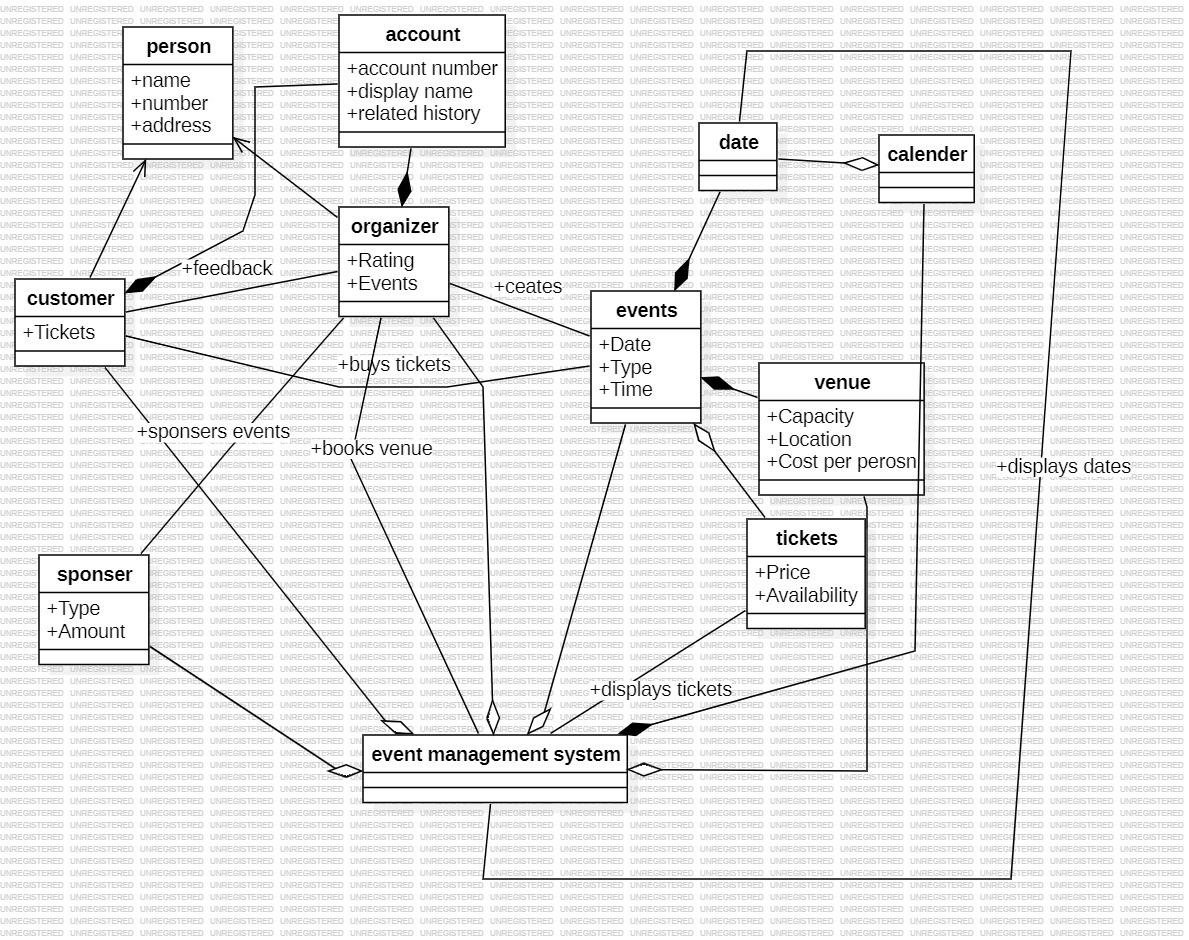 person
+name
+number
+address
account
+account number
+display name
+related history
date
calender
organizer
+Rating
+Events
+feedback
customer
+Tickets
+ceates
events
+Date
+Type
+Time
+buys tickets
venue
+Capacity
+Location
+Cost per perosn
+sponsers events
+books venue
+displays dates
tickets
+Price
+Availability
sponser
+Type
+Amount
+displays tickets
event management system
UNREGISTERED